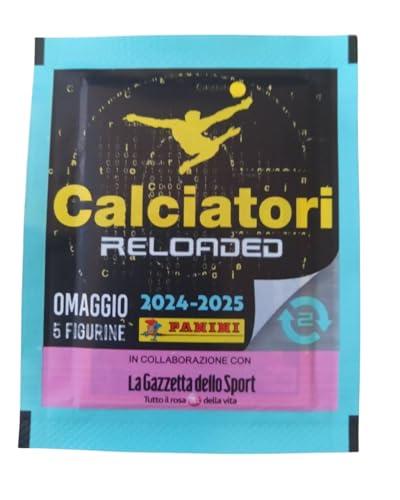 Calciatori
RELOADED
OMAGGIO 2024-2025
5 FIGURINE PANINI
2
IN COLLABORAZIONE CON
La Gazzetta dello Sport
Tutto il rosa della vita